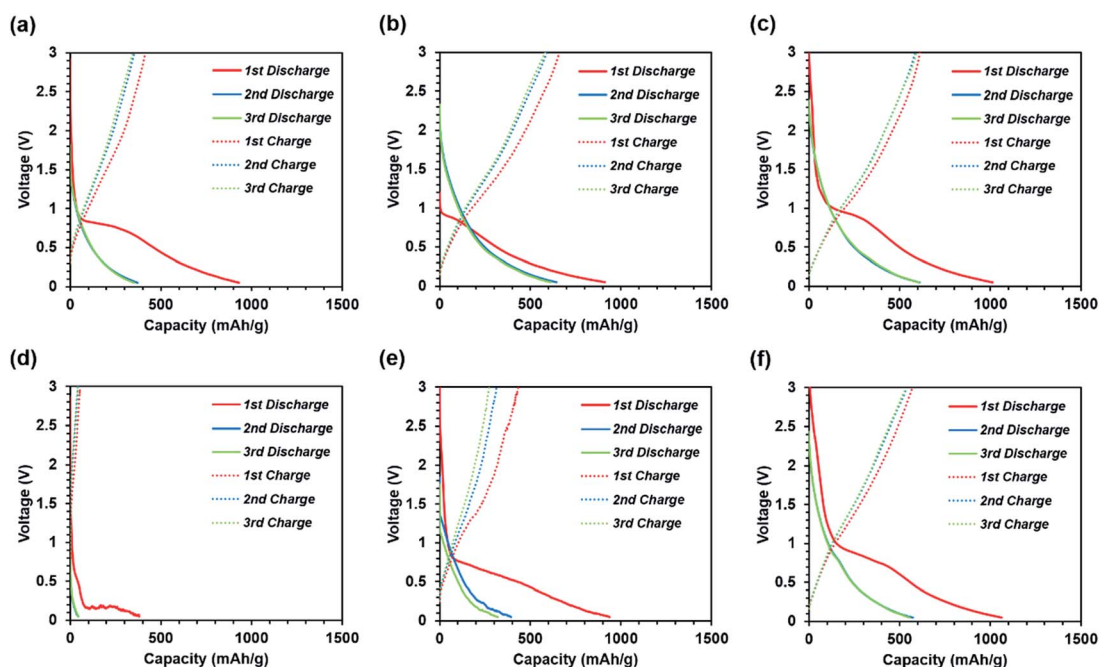 (a)
3
2.5
2
1.5
1
0.5
0
0
500
1000
1500
Voltage (V)
Capacity (mAh/g)
1st Discharge
2nd Discharge
3rd Discharge
1st Charge
2nd Charge
3rd Charge
(b)
3
2.5
2
1.5
1
0.5
0
0
500
1000
1500
Voltage (V)
Capacity (mAh/g)
1st Discharge
2nd Discharge
3rd Discharge
1st Charge
2nd Charge
3rd Charge
(c)
3
2.5
2
1.5
1
0.5
0
0
500
1000
1500
Voltage (V)
Capacity (mAh/g)
1st Discharge
2nd Discharge
3rd Discharge
1st Charge
2nd Charge
3rd Charge
(d)
3
2.5
2
1.5
1
0.5
0
0
500
1000
1500
Voltage (V)
Capacity (mAh/g)
1st Discharge
2nd Discharge
3rd Discharge
1st Charge
2nd Charge
3rd Charge
(e)
3
2.5
2
1.5
1
0.5
0
0
500
1000
1500
Voltage (V)
Capacity (mAh/g)
1st Discharge
2nd Discharge
3rd Discharge
1st Charge
2nd Charge
3rd Charge
(f)
3
2.5
2
1.5
1
0.5
0
0
500
1000
1500
Voltage (V)
Capacity (mAh/g)
1st Discharge
2nd Discharge
3rd Discharge
1st Charge
2nd Charge
3rd Charge